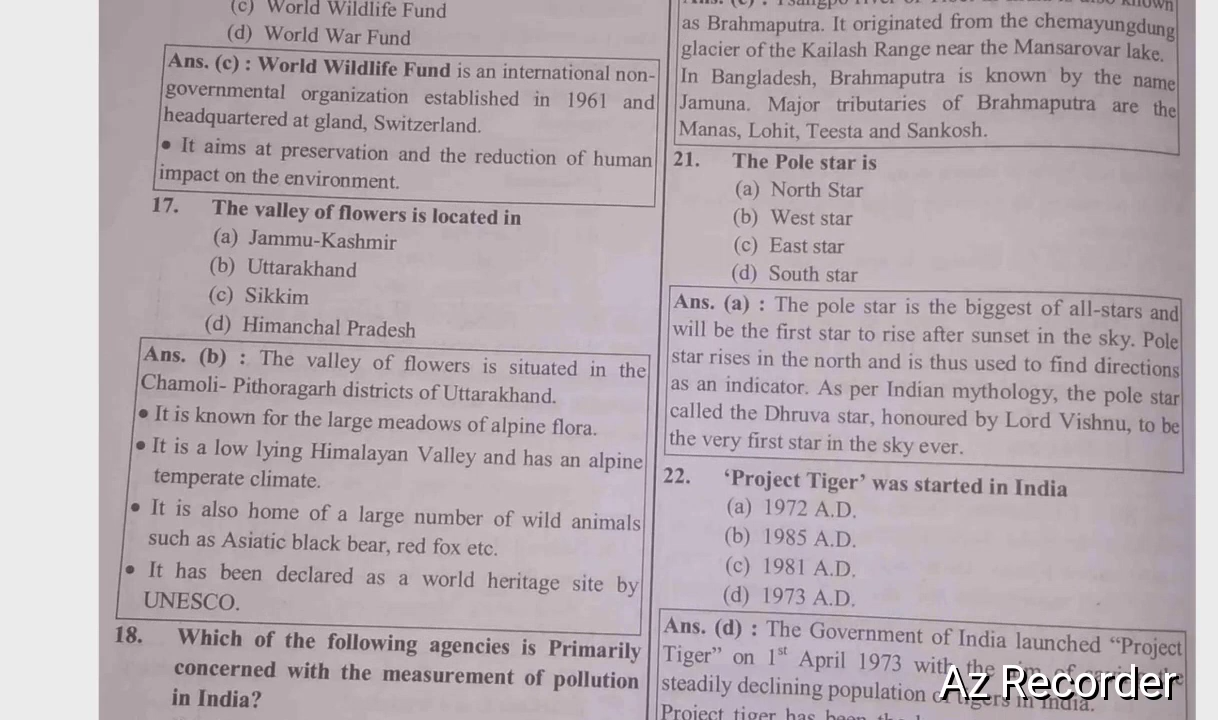 (c) World Wildlife Fund
(d) World War Fund
Ans. (c) : World Wildlife Fund is an international non-
governmental organization established in 1961 and
headquartered at gland, Switzerland.
• It aims at preservation and the reduction of human
impact on the environment.
17. The valley of flowers is located in
(a) Jammu-Kashmir
(b) Uttarakhand
(c) Sikkim
(d) Himanchal Pradesh
Ans. (b) : The valley of flowers is situated in the
Chamoli- Pithoragarh districts of Uttarakhand.
• It is known for the large meadows of alpine flora.
• It is a low lying Himalayan Valley and has an alpine
temperate climate.
• It is also home of a large number of wild animals
such as Asiatic black bear, red fox etc.
• It has been declared as a world heritage site by
UNESCO.
18. Which of the following agencies is Primarily
concerned with the measurement of pollution
in India?
as Brahmaputra. It originated from the chemayungdung
glacier of the Kailash Range near the Mansarovar lake.
In Bangladesh, Brahmaputra is known by the name
Jamuna. Major tributaries of Brahmaputra are the
Manas, Lohit, Teesta and Sankosh.
21. The Pole star is
(a) North Star
(b) West star
(c) East star
(d) South star
Ans. (a) : The pole star is the biggest of all-stars and
will be the first star to rise after sunset in the sky. Pole
star rises in the north and is thus used to find directions
as an indicator. As per Indian mythology, the pole star
called the Dhruva star, honoured by Lord Vishnu, to be
the very first star in the sky ever.
22. ‘Project Tiger’ was started in India
(a) 1972 A.D.
(b) 1985 A.D.
(c) 1981 A.D.
(d) 1973 A.D.
Ans. (d) : The Government of India launched “Project
Tiger” on 1st April 1973 with the
steadily declining population of tigers in India.
Project tiger has been
Az Recorder